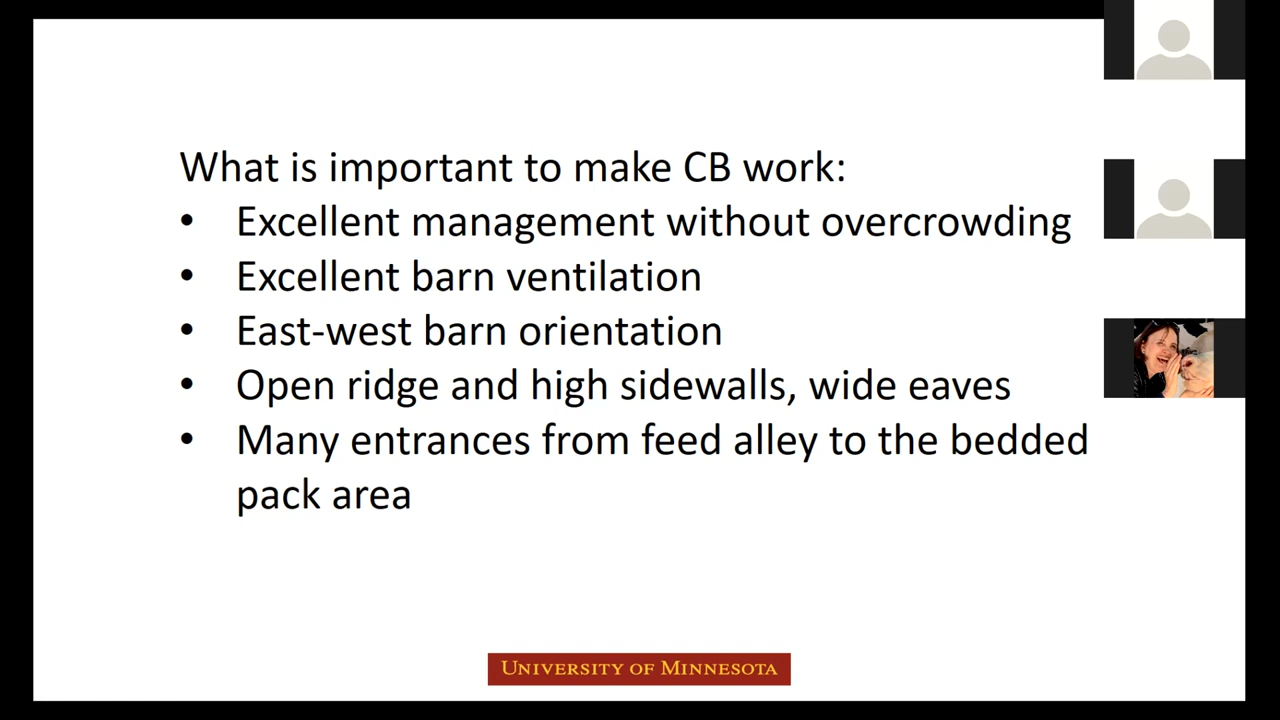 What is important to make CB work:
• Excellent management without overcrowding
• Excellent barn ventilation
• East-west barn orientation
• Open ridge and high sidewalls, wide eaves
• Many entrances from feed alley to the bedded
pack area
UNIVERSITY OF MINNESOTA